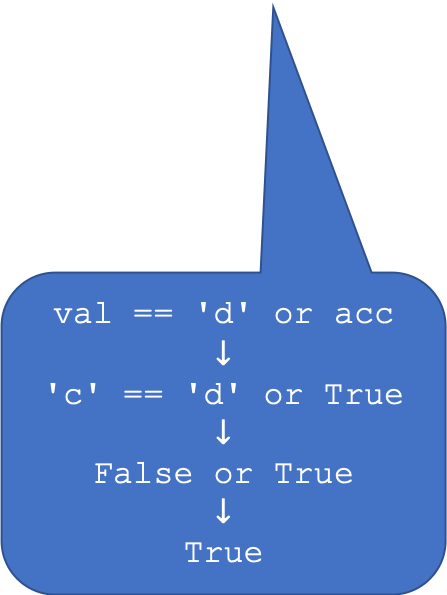 val == 'd' or acc
↓
'c' == 'd' or True
↓
False or True
↓
True